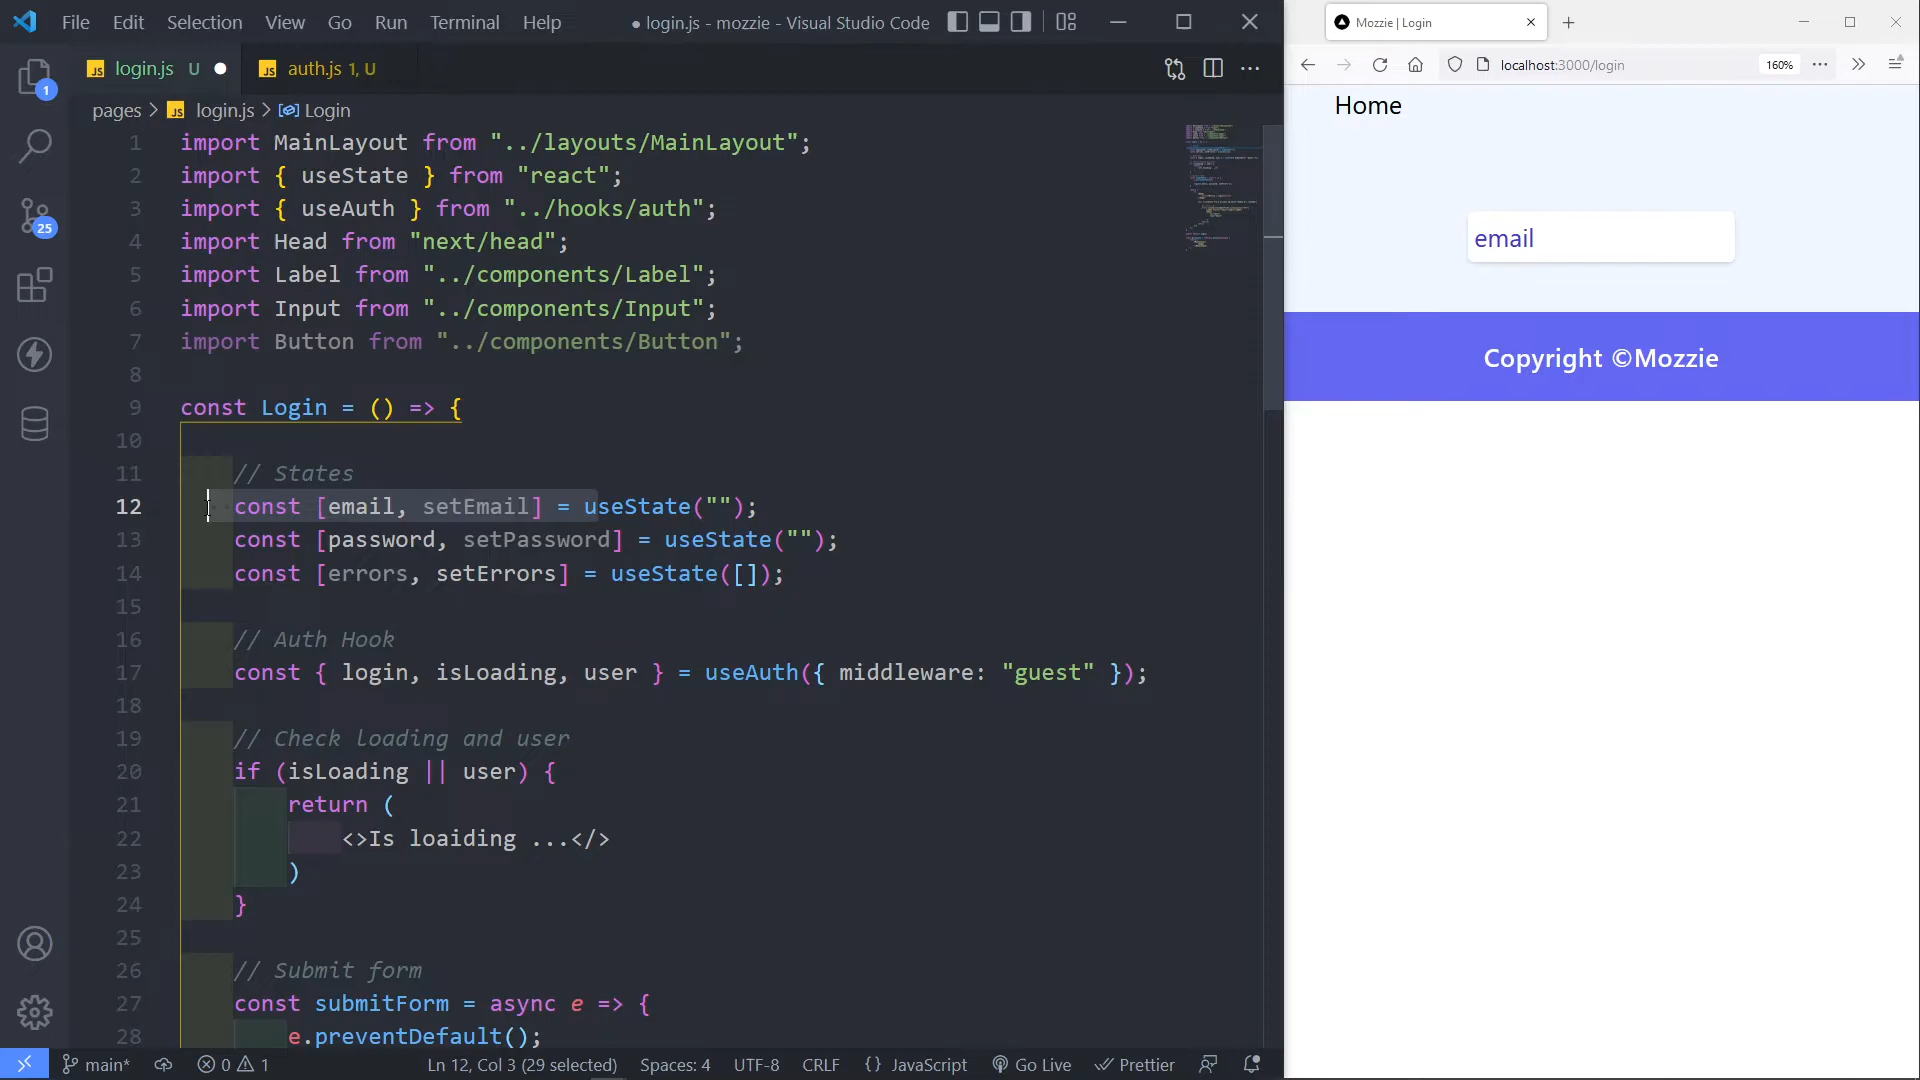 File Edit Selection View Go Run Terminal Help ● login.js - mozzie - Visual Studio Code
login.js U ● auth.js 1, U
pages > login.js > Login
1 import MainLayout from "../layouts/MainLayout";
2 import { useState } from "react";
3 import { useAuth } from "../hooks/auth";
4 import Head from "next/head";
5 import Label from "../components/Label";
6 import Input from "../components/Input";
7 import Button from "../components/Button";
8
9 const Login = () => {
10
11 // States
12 const [email, setEmail] = useState("");
13 const [password, setPassword] = useState("");
14 const [errors, setErrors] = useState([]);
15
16 // Auth Hook
17 const { login, isLoading, user } = useAuth({ middleware: "guest" });
18
19 // Check loading and user
20 if (isLoading || user) {
21 return (
22 <>Is loaiding ...</>
23 )
24 }
25
26 // Submit form
27 const submitForm = async e => {
28 e.preventDefault();
1
25
main* 0 1 Ln 12, Col 3 (29 selected) Spaces: 4 UTF-8 CRLF {} JavaScript Go Live Prettier
Mozzie | Login
localhost:3000/login 160%
Home
email
Copyright ©Mozzie